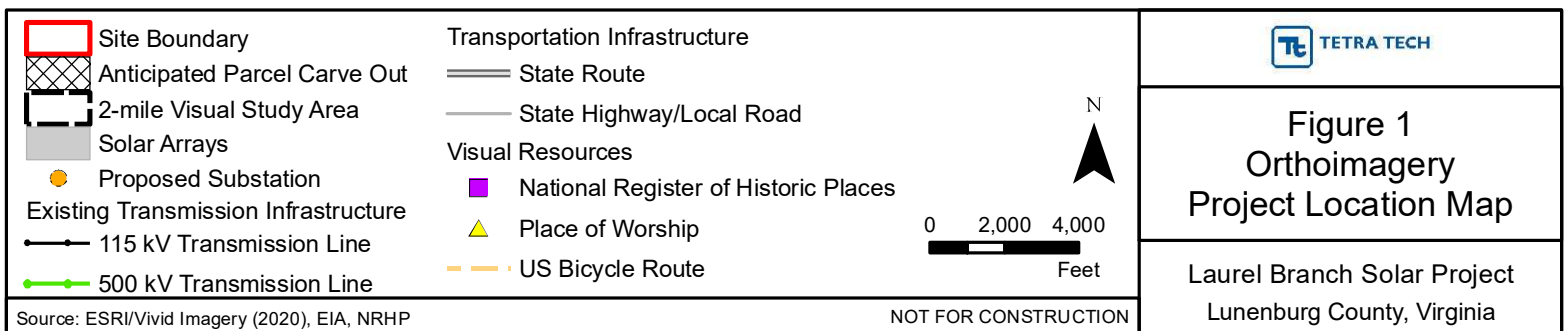 Site Boundary
Anticipated Parcel Carve Out
2-mile Visual Study Area
Solar Arrays
Proposed Substation
Existing Transmission Infrastructure
115 kV Transmission Line
500 kV Transmission Line
Transportation Infrastructure
State Route
State Highway/Local Road
Visual Resources
National Register of Historic Places
Place of Worship
US Bicycle Route
N
0 2,000 4,000
Feet
Source: ESRI/Vivid Imagery (2020), EIA, NRHP
NOT FOR CONSTRUCTION
Tt TETRA TECH
Figure 1
Orthoimagery
Project Location Map
Laurel Branch Solar Project
Lunenburg County, Virginia